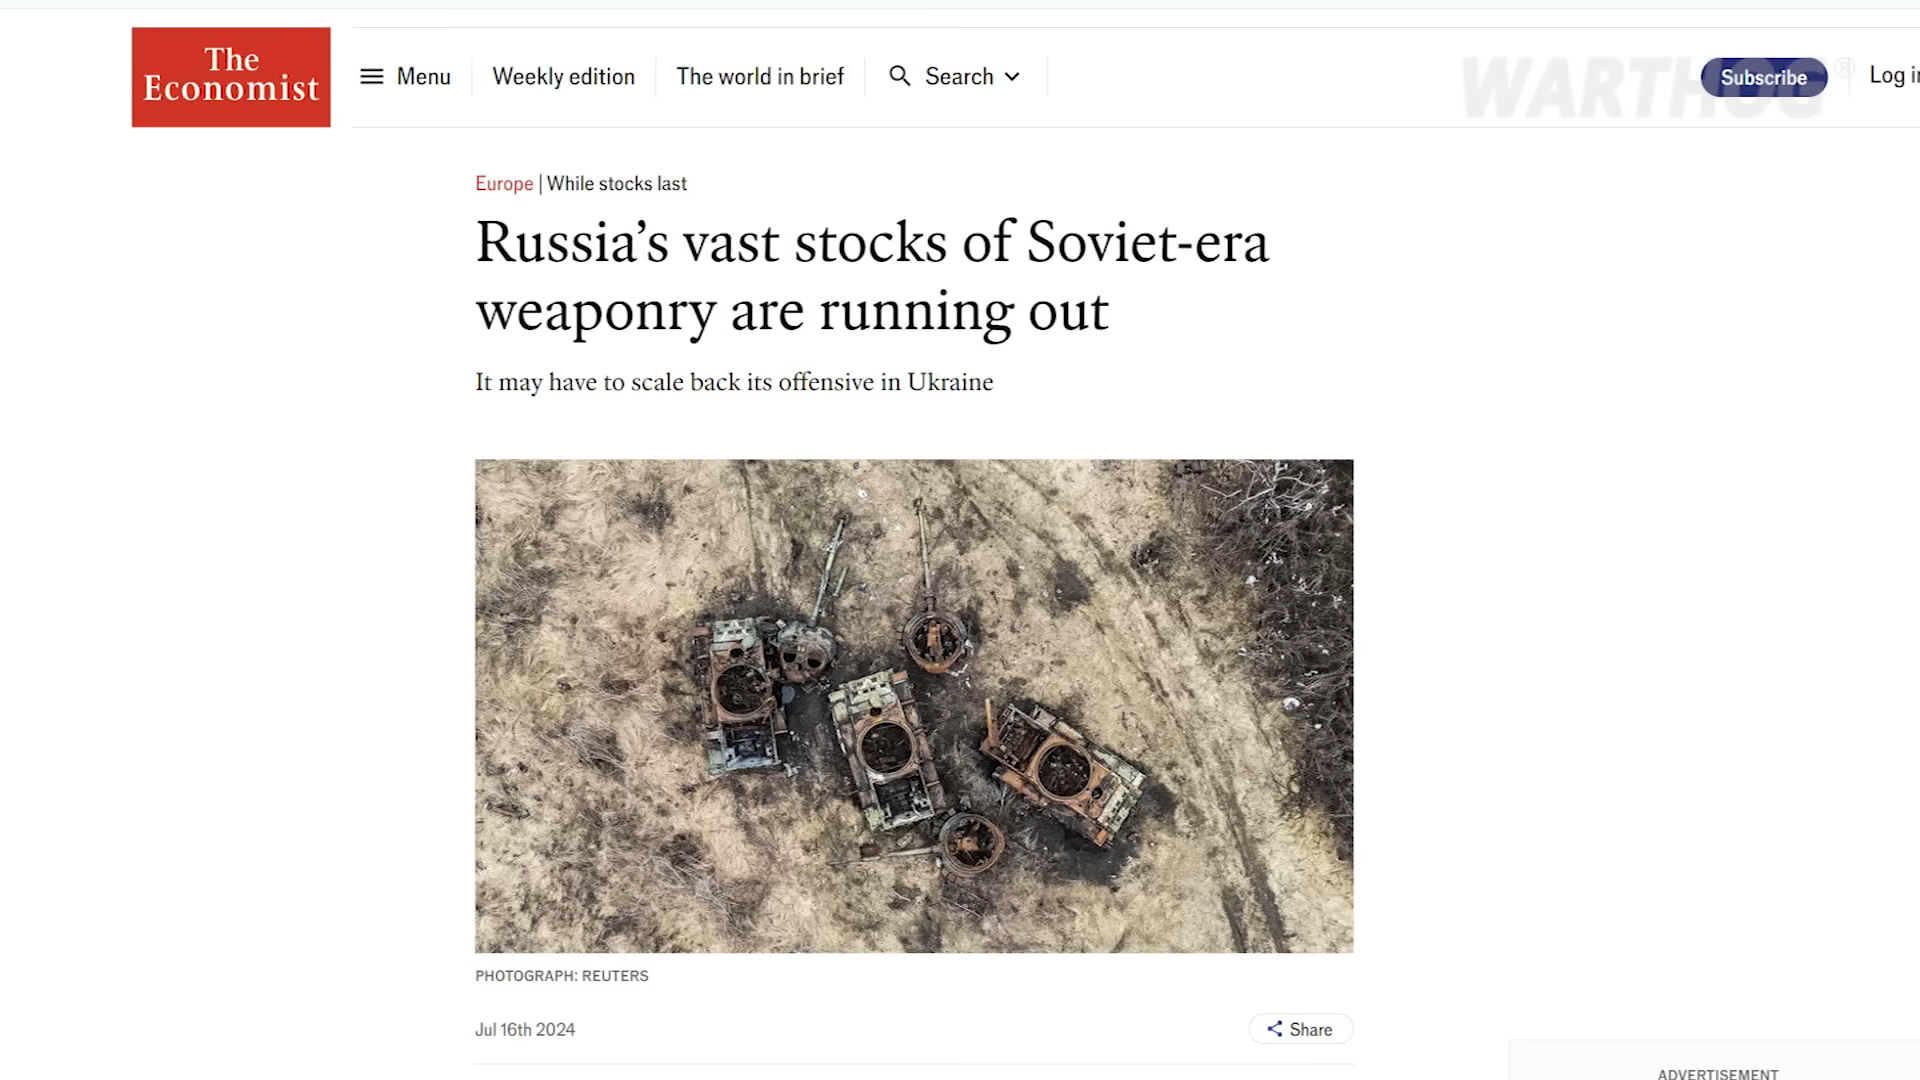 The
Economist
Menu
Weekly edition
The world in brief
Search
WARTHOG®
Subscribe
Log in
Europe | While stocks last
Russia’s vast stocks of Soviet-era
weaponry are running out
It may have to scale back its offensive in Ukraine
PHOTOGRAPH: REUTERS
Jul 16th 2024
Share
ADVERTISEMENT